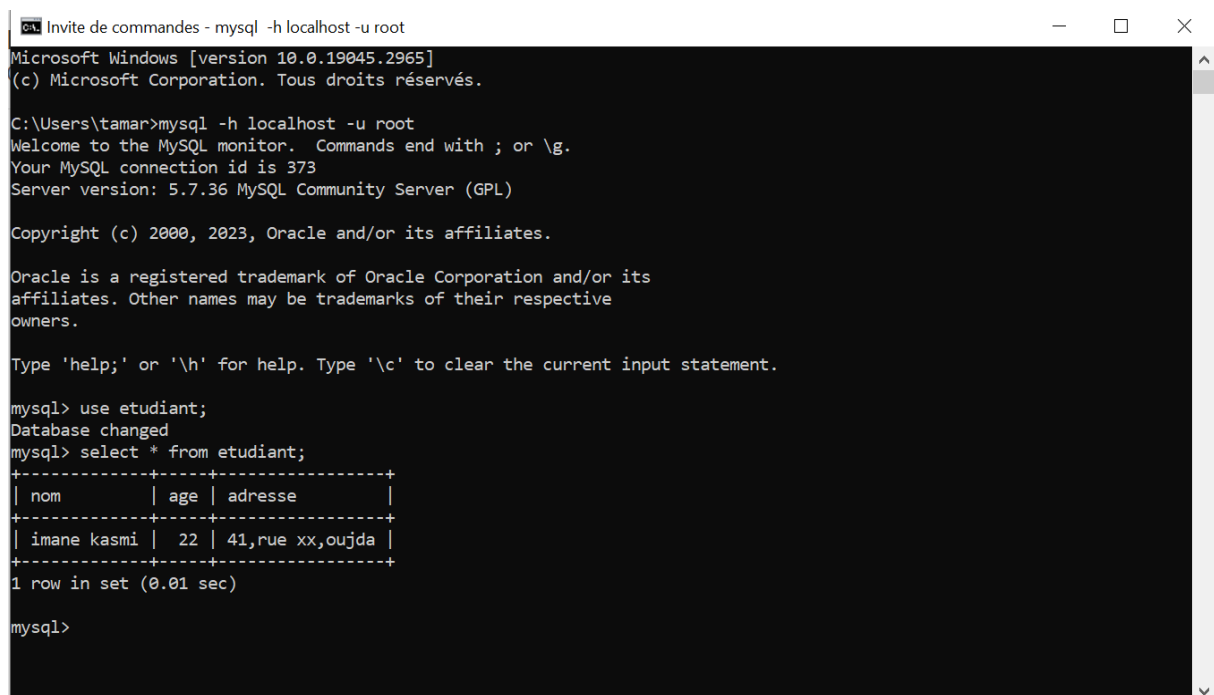 Invite de commandes - mysql  -h localhost -u root
Microsoft Windows [version 10.0.19045.2965]
(c) Microsoft Corporation. Tous droits réservés.
C:\Users\tamar>mysql -h localhost -u root
Welcome to the MySQL monitor.  Commands end with ; or \g.
Your MySQL connection id is 373
Server version: 5.7.36 MySQL Community Server (GPL)
Copyright (c) 2000, 2023, Oracle and/or its affiliates.
Oracle is a registered trademark of Oracle Corporation and/or its
affiliates. Other names may be trademarks of their respective
owners.
Type 'help;' or '\h' for help. Type '\c' to clear the current input statement.
mysql> use etudiant;
Database changed
mysql> select * from etudiant;
+-------------+-----+-----------------+
| nom         | age | adresse         |
+-------------+-----+-----------------+
| imane kasmi |  22 | 41,rue xx,oujda |
+-------------+-----+-----------------+
1 row in set (0.01 sec)
mysql>